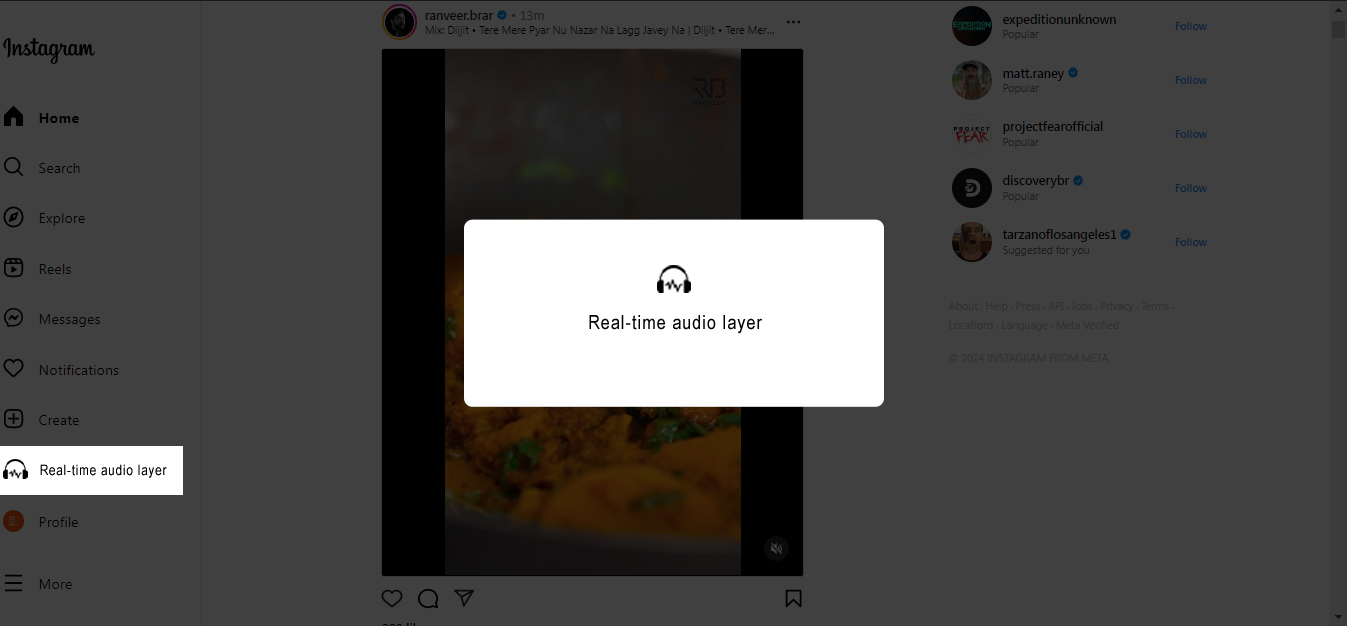 Instagram
Home
Search
Explore
Reels
Messages
Notifications
Create
Real-time audio layer
Profile
More
ranveer.brar • 13m
Mix: Diljit • Tere Mere Pyar Nu Nazar Na Lagg Javey Na | Diljit • Tere Mer...
RB
Real-time audio layer
expeditionunknown
Popular
Follow
matt.raney
Popular
Follow
PROJECT
FEAR
projectfearofficial
Popular
Follow
discoverybr
Popular
Follow
tarzanoflosangeles1
Suggested for you
Follow
About · Help · Press · API · Jobs · Privacy · Terms ·
Locations · Language · Meta Verified
© 2024 INSTAGRAM FROM META